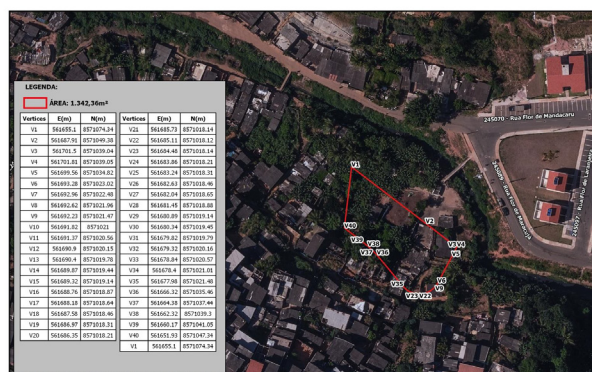 LEGENDA:
ÁREA: 1.342,36m²
Vertices E(m) N(m)
V1 561655.1 8571074.34
V2 561687.91 8571049.38
V3 561701.5 8571039.04
V4 561701.81 8571039.05
V5 561699.56 8571034.82
V6 561693.28 8571023.02
V7 561692.96 8571022.48
V8 561692.62 8571021.96
V9 561692.23 8571021.47
V10 561691.82 8571021
V11 561691.37 8571020.56
V12 561690.9 8571020.15
V13 561690.4 8571019.78
V14 561689.87 8571019.44
V15 561689.32 8571019.14
V16 561688.76 8571018.87
V17 561688.18 8571018.64
V18 561687.58 8571018.46
V19 561686.97 8571018.31
V20 561686.35 8571018.21
Vertices E(m) N(m)
V21 561685.73 8571018.14
V22 561685.11 8571018.12
V23 561684.48 8571018.14
V24 561683.86 8571018.21
V25 561683.24 8571018.31
V26 561682.63 8571018.46
V27 561682.04 8571018.65
V28 561681.45 8571018.88
V29 561680.89 8571019.14
V30 561680.34 8571019.45
V31 561679.82 8571019.79
V32 561679.32 8571020.16
V33 561678.84 8571020.57
V34 561678.4 8571021.01
V35 561677.98 8571021.48
V36 561666.32 8571035.46
V37 561664.38 8571037.44
V38 561662.32 8571039.3
V39 561660.17 8571041.05
V40 561651.93 8571047.34
V1 561655.1 8571074.34
245070 - Rua Flor de Mandacaru
V1
V2
V40
V39
V38
V37 V36
V3 V4
V5
V35
V6
V9
V23 V22